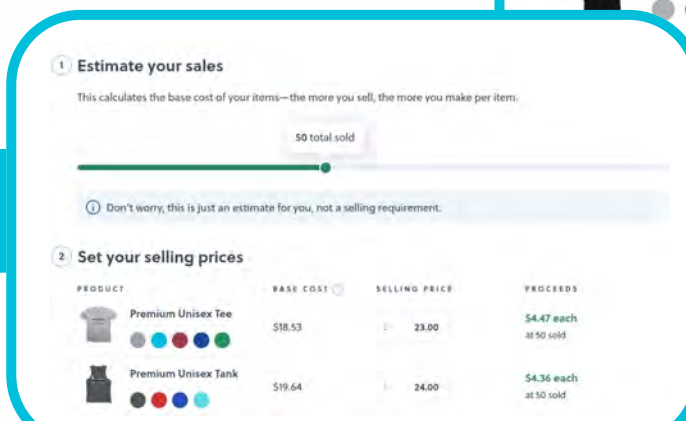 1 Estimate your sales
This calculates the base cost of your items—the more you sell, the more you make per item.
50 total sold
i Don't worry, this is just an estimate for you, not a selling requirement.
2 Set your selling prices
PRODUCT BASE COST SELLING PRICE PROCEEDS
Premium Unisex Tee
$18.53 23.00 $4.47 each
at 50 sold
Premium Unisex Tank
$19.64 24.00 $4.36 each
at 50 sold